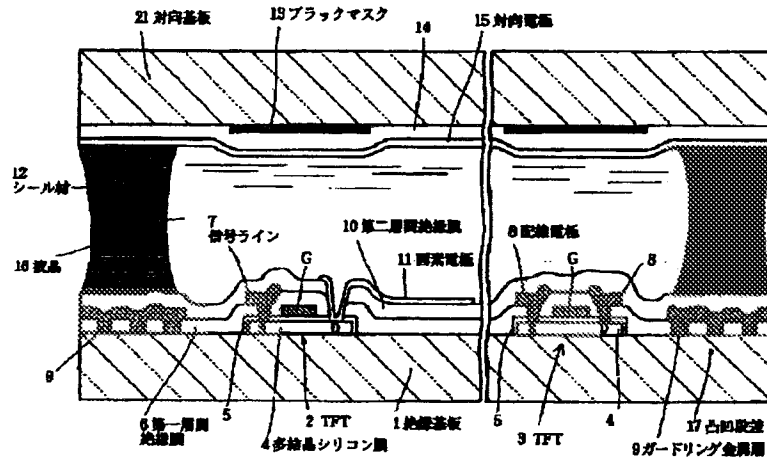 13 ブラックマスク
21 対向基板
14
15 対向電極
12
シール材
7
信号ライン
10 第二層間絶縁膜
8 配線電極
G
11 画素電極
G
8
16 液晶
9
5
6 第一層間
絶縁膜
2 TFT
4 多結晶シリコン膜
1 絶縁基板
5
3 TFT
4
17 凸凹段差
9 ガードリング金属層